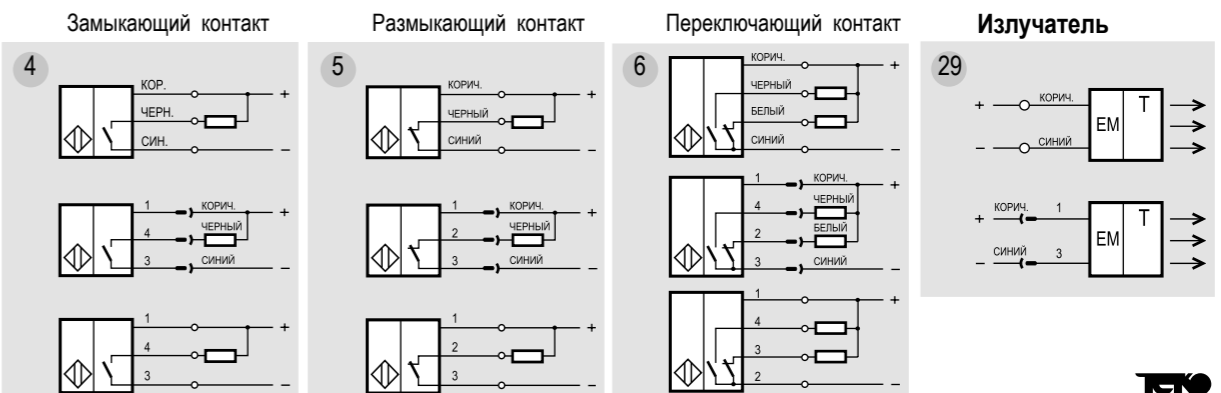 Замыкающий контакт
Размыкающий контакт
Переключающий контакт
Излучатель
4
КОР.
+
ЧЕРН.
СИН.
–
1
КОРИЧ.
+
4
ЧЕРНЫЙ
3
СИНИЙ
–
1
+
4
3
–
5
КОРИЧ.
+
ЧЕРНЫЙ
СИНИЙ
–
1
КОРИЧ.
+
2
ЧЕРНЫЙ
3
СИНИЙ
–
1
+
2
3
–
6
КОРИЧ.
+
ЧЕРНЫЙ
БЕЛЫЙ
СИНИЙ
–
1
КОРИЧ.
+
4
ЧЕРНЫЙ
2
БЕЛЫЙ
3
СИНИЙ
–
1
+
4
3
2
–
29
+
КОРИЧ.
–
СИНИЙ
EM
T
+
КОРИЧ.
1
–
СИНИЙ
3
EM
T
ТЕКО